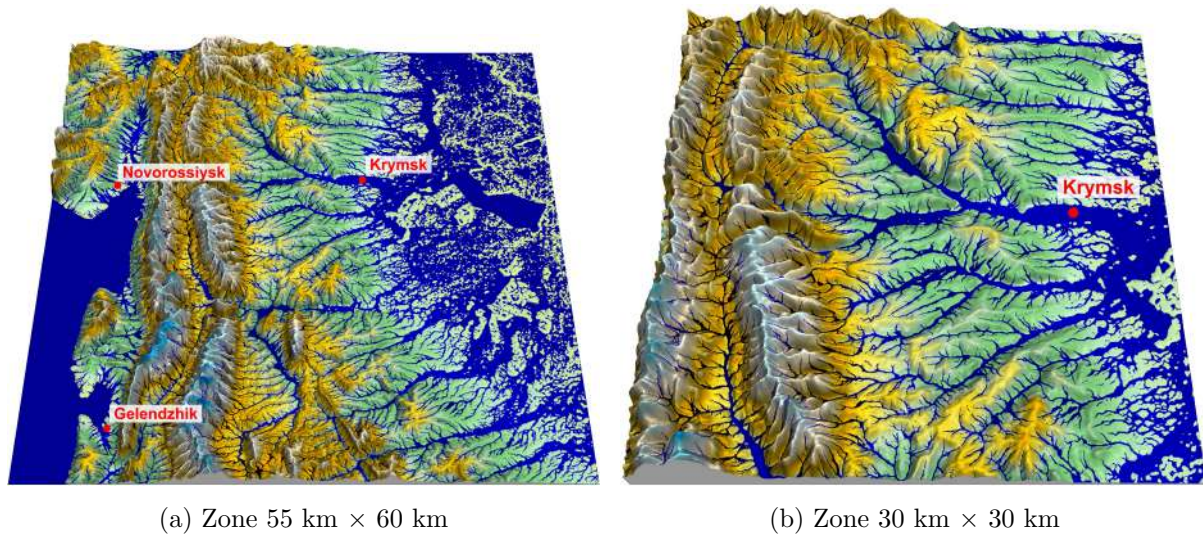 Novorossiysk
Krymsk
Gelendzhik
Krymsk
(a) Zone 55 km × 60 km
(b) Zone 30 km × 30 km